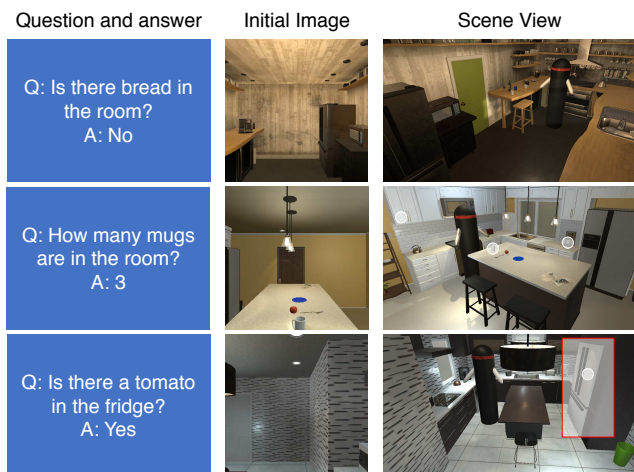 Question and answer
Initial Image
Scene View
Q: Is there bread in
the room?
A: No
Q: How many mugs
are in the room?
A: 3
Q: Is there a tomato
in the fridge?
A: Yes